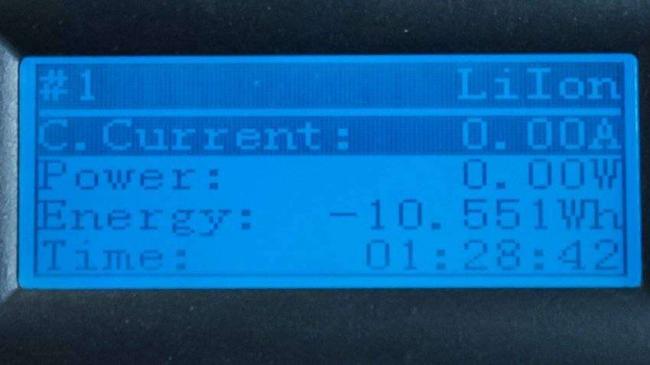 #1 LiIon
C.Current: 0.00A
Power: 0.00W
Energy: -10.551Wh
Time: 01:28:42